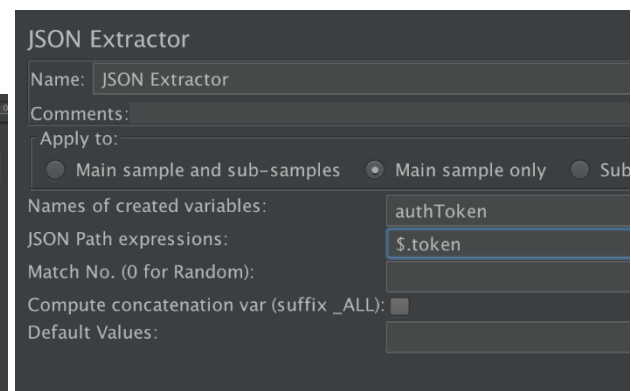 JSON Extractor
Name: JSON Extractor
Comments:
Apply to:
Main sample and sub-samples Main sample only Sub
Names of created variables: authToken
JSON Path expressions: $.token
Match No. (0 for Random):
Compute concatenation var (suffix _ALL):
Default Values: